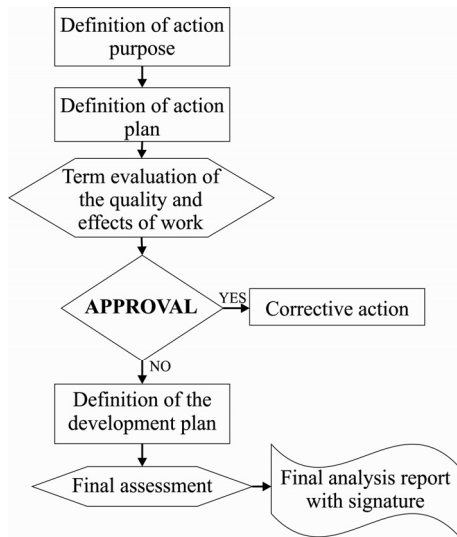 Definition of action
purpose
Definition of action
plan
Term evaluation of
the quality and
effects of work
APPROVAL
YES
Corrective action
NO
Definition of the
development plan
Final assessment
Final analysis report
with signature